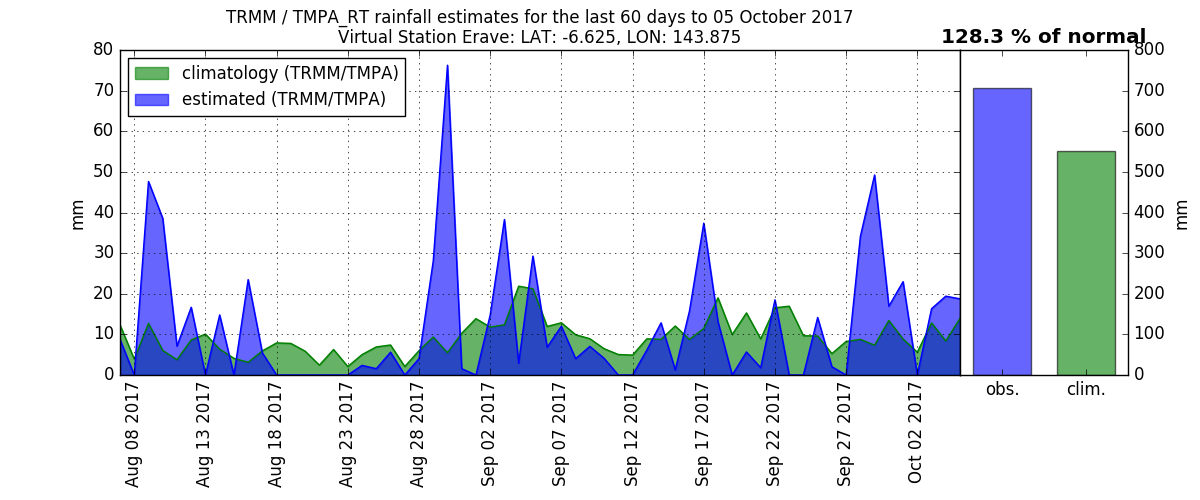 TRMM / TMPA_RT rainfall estimates for the last 60 days to 05 October 2017
Virtual Station Erave: LAT: -6.625, LON: 143.875
128.3 % of normal
climatology (TRMM/TMPA)
estimated (TRMM/TMPA)
80
70
60
50
40
30
20
10
0
mm
Aug 08 2017
Aug 13 2017
Aug 18 2017
Aug 23 2017
Aug 28 2017
Sep 02 2017
Sep 07 2017
Sep 12 2017
Sep 17 2017
Sep 22 2017
Sep 27 2017
Oct 02 2017
obs.
clim.
800
700
600
500
400
300
200
100
0
mm